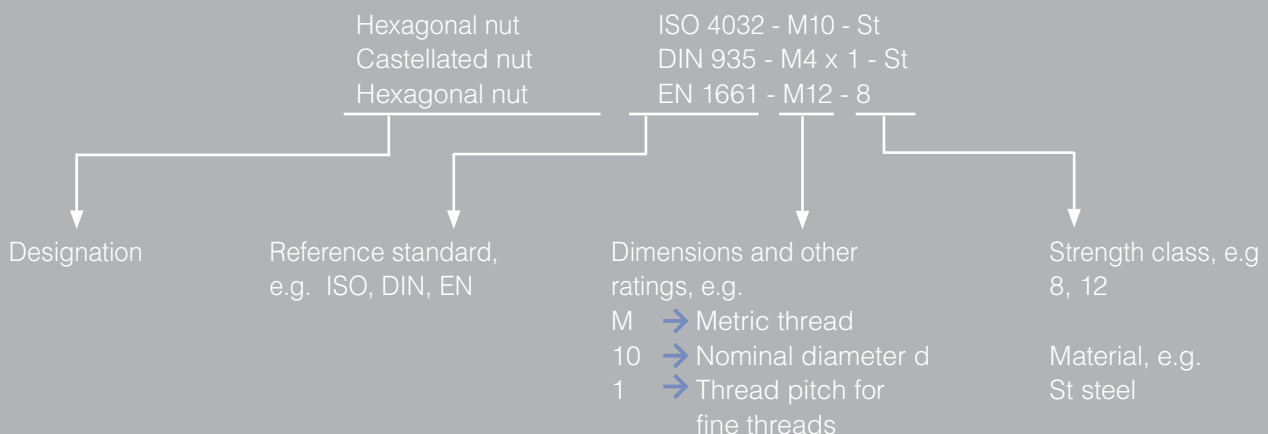 Hexagonal nut ISO 4032 - M10 - St
Castellated nut DIN 935 - M4 x 1 - St
Hexagonal nut EN 1661 - M12 - 8
Designation
Reference standard,
e.g. ISO, DIN, EN
Dimensions and other
ratings, e.g.
M → Metric thread
10 → Nominal diameter d
1 → Thread pitch for
fine threads
Strength class, e.g
8, 12
Material, e.g.
St steel